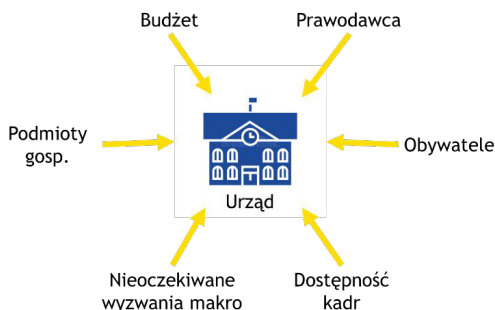 Budżet
Prawodawca
Podmioty
gosp.
Obywatele
Urząd
Nieoczekiwane
wyzwania makro
Dostępność
kadr